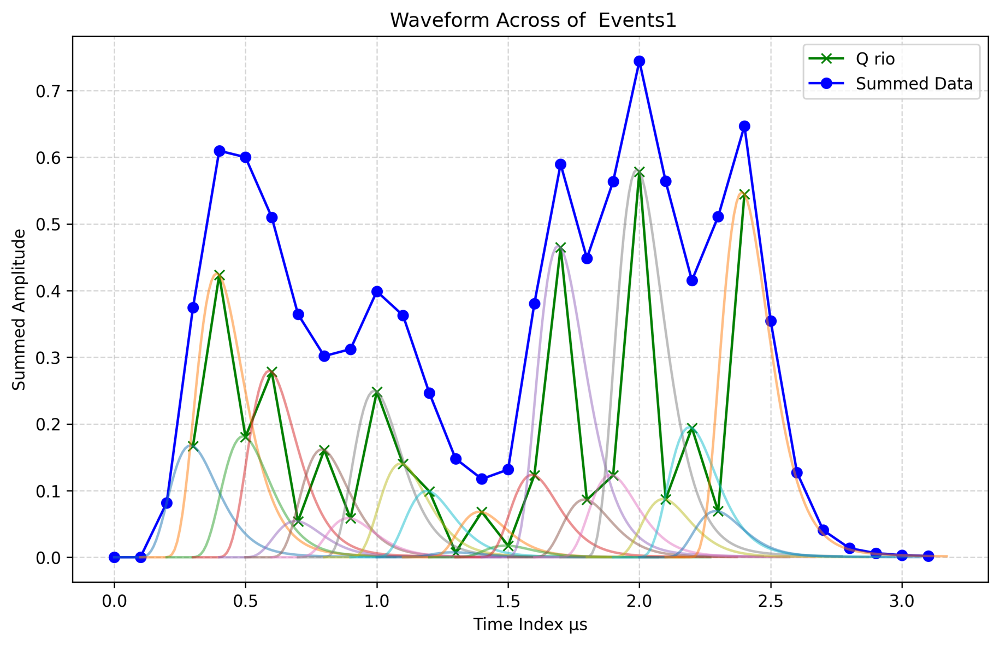 Waveform Across of  Events1
Q rio
Summed Data
Summed Amplitude
0.7
0.6
0.5
0.4
0.3
0.2
0.1
0.0
0.0 0.5 1.0 1.5 2.0 2.5 3.0
Time Index μs